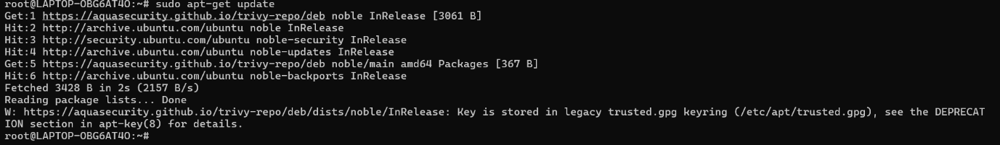 root@LAPTOP-OBG6AT4O:~# sudo apt-get update
Get:1 https://aquasecurity.github.io/trivy-repo/deb noble InRelease [3061 B]
Hit:2 http://archive.ubuntu.com/ubuntu noble InRelease
Hit:3 http://security.ubuntu.com/ubuntu noble-security InRelease
Hit:4 http://archive.ubuntu.com/ubuntu noble-updates InRelease
Get:5 https://aquasecurity.github.io/trivy-repo/deb noble/main amd64 Packages [367 B]
Hit:6 http://archive.ubuntu.com/ubuntu noble-backports InRelease
Fetched 3428 B in 2s (2157 B/s)
Reading package lists... Done
W: https://aquasecurity.github.io/trivy-repo/deb/dists/noble/InRelease: Key is stored in legacy trusted.gpg keyring (/etc/apt/trusted.gpg), see the DEPRECAT
ION section in apt-key(8) for details.
root@LAPTOP-OBG6AT4O:~#